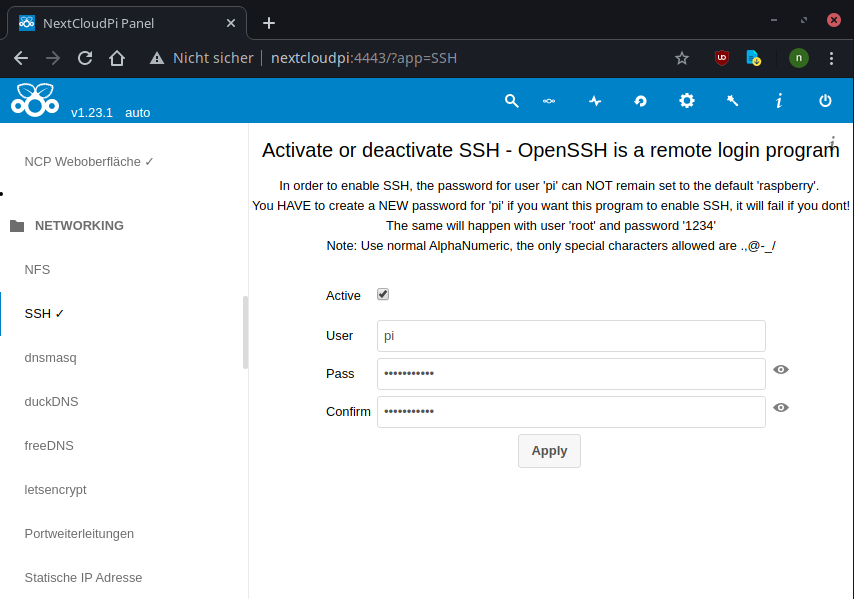 NextCloudPi Panel
Nicht sicher nextcloudpi:4443/?app=SSH
n
v1.23.1 auto
NCP Weboberfläche ✓
NETWORKING
NFS
SSH ✓
dnsmasq
duckDNS
freeDNS
letsencrypt
Portweiterleitungen
Statische IP Adresse
Activate or deactivate SSH - OpenSSH is a remote login program
In order to enable SSH, the password for user 'pi' can NOT remain set to the default 'raspberry'.
You HAVE to create a NEW password for 'pi' if you want this program to enable SSH, it will fail if you dont!
The same will happen with user 'root' and password '1234'
Note: Use normal AlphaNumeric, the only special characters allowed are .,@-_/
Active
User pi
Pass •••••••••••
Confirm •••••••••••
Apply